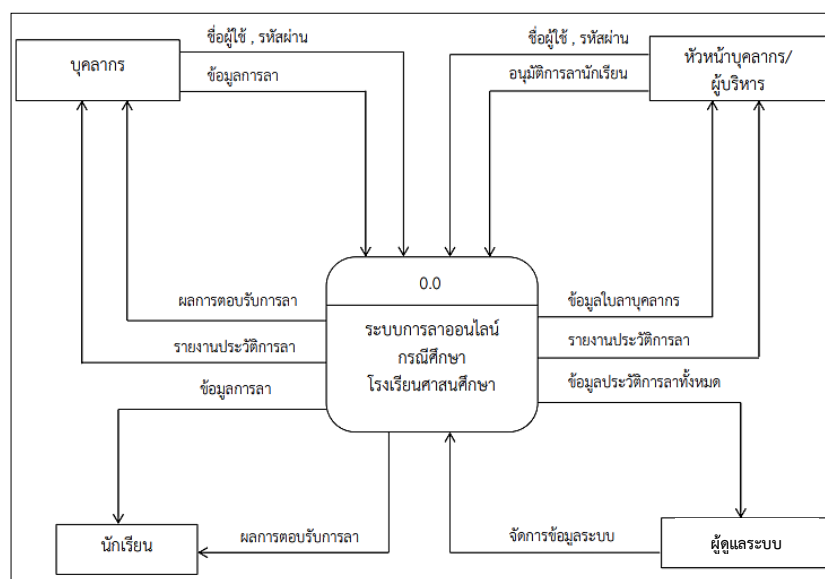 ชื่อผู้ใช้ , รหัสผ่าน
บุคลากร
ข้อมูลการลา
ชื่อผู้ใช้ , รหัสผ่าน
อนุมัติการลานักเรียน
หัวหน้าบุคลากร/
ผู้บริหาร
0.0
ระบบการลาออนไลน์
กรณีศึกษา
โรงเรียนศาสนศึกษา
ผลการตอบรับการลา
รายงานประวัติการลา
ข้อมูลการลา
ข้อมูลใบลาบุคลากร
รายงานประวัติการลา
ข้อมูลประวัติการลาทั้งหมด
นักเรียน
ผลการตอบรับการลา
จัดการข้อมูลระบบ
ผู้ดูแลระบบ